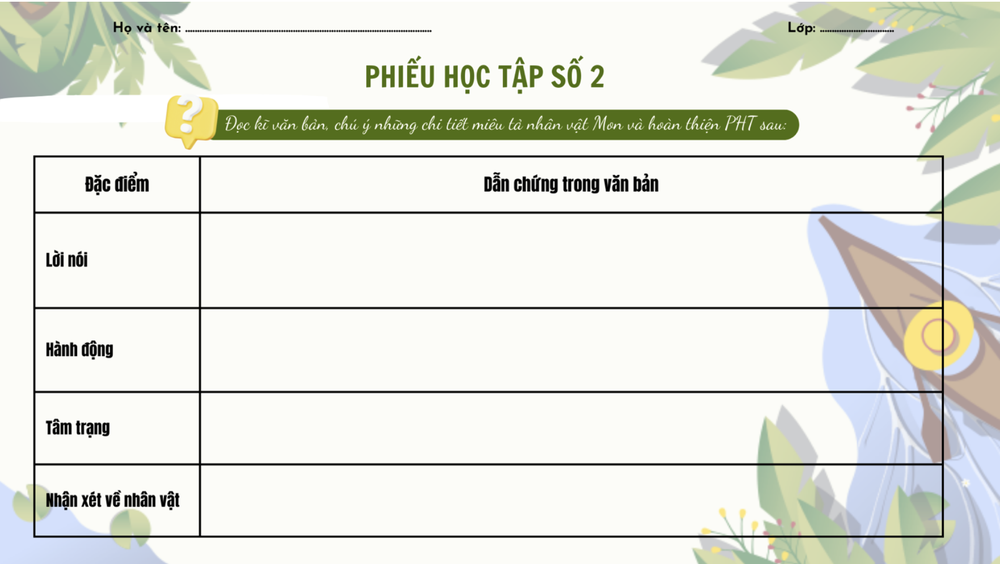 Họ và tên: ........................................................................................................ Lớp: ...............................
PHIẾU HỌC TẬP SỐ 2
?
Đọc kĩ văn bản, chú ý những chi tiết miêu tả nhân vật Mon và hoàn thiện PHT sau:
Đặc điểm Dẫn chứng trong văn bản
Lời nói
Hành động
Tâm trạng
Nhận xét về nhân vật